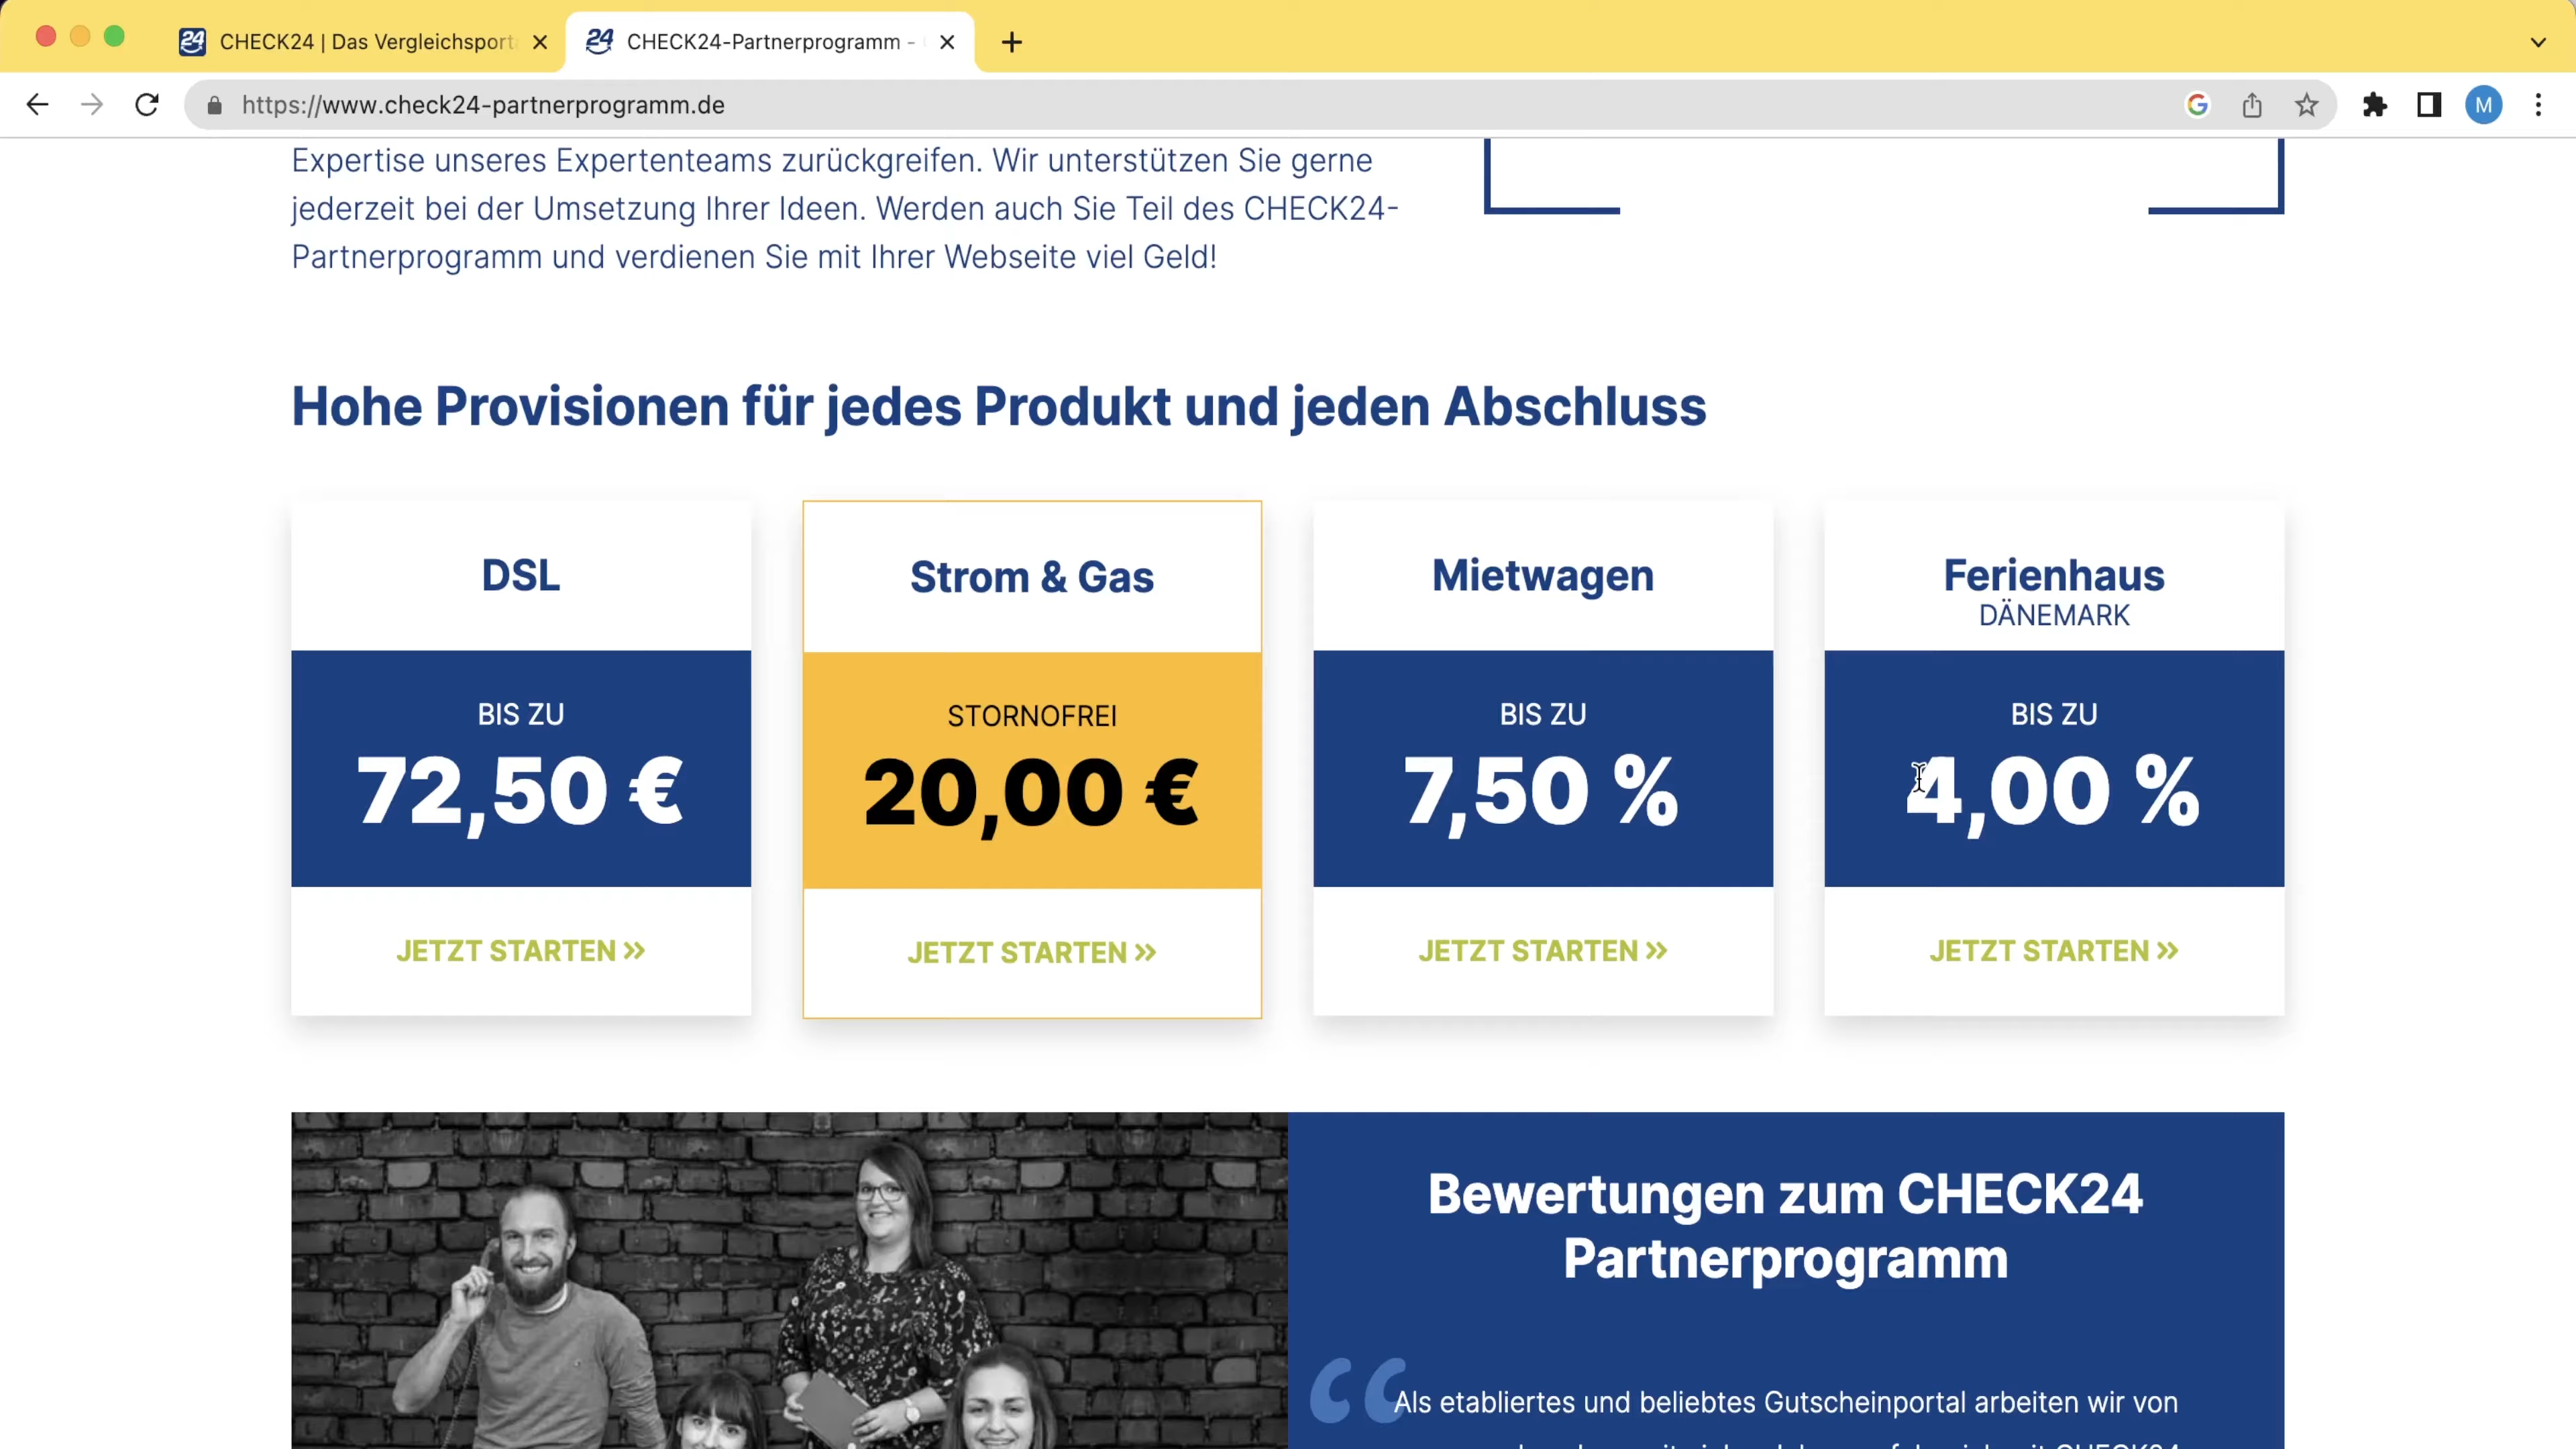 CHECK24 | Das Vergleichsport
CHECK24-Partnerprogramm -
https://www.check24-partnerprogramm.de
M
Expertise unseres Expertenteams zurückgreifen. Wir unterstützen Sie gerne
jederzeit bei der Umsetzung Ihrer Ideen. Werden auch Sie Teil des CHECK24-
Partnerprogramm und verdienen Sie mit Ihrer Webseite viel Geld!
Hohe Provisionen für jedes Produkt und jeden Abschluss
DSL
BIS ZU
72,50 €
JETZT STARTEN »
Strom & Gas
STORNOFREI
20,00 €
JETZT STARTEN »
Mietwagen
BIS ZU
7,50 %
JETZT STARTEN »
Ferienhaus
DÄNEMARK
BIS ZU
4,00 %
JETZT STARTEN »
Bewertungen zum CHECK24
Partnerprogramm
“Als etabliertes und beliebtes Gutscheinportal arbeiten wir von